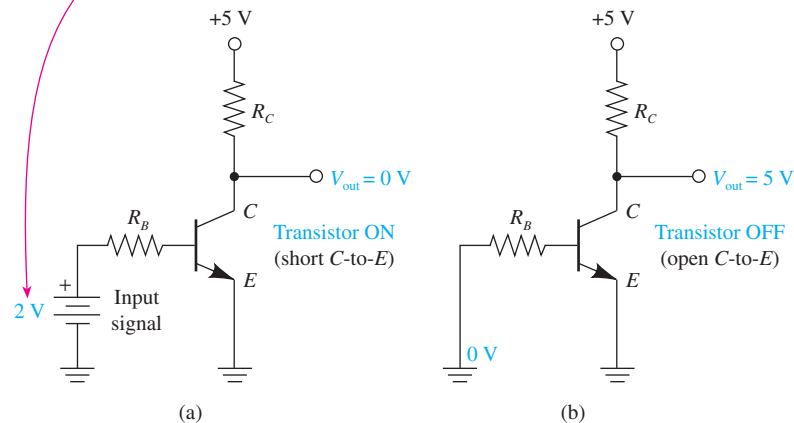 +5 V
R_C
V_out = 0 V
C
R_B
Transistor ON
(short C-to-E)
E
+
2 V
Input
signal
(a)
+5 V
R_C
V_out = 5 V
C
R_B
Transistor OFF
(open C-to-E)
E
0 V
(b)